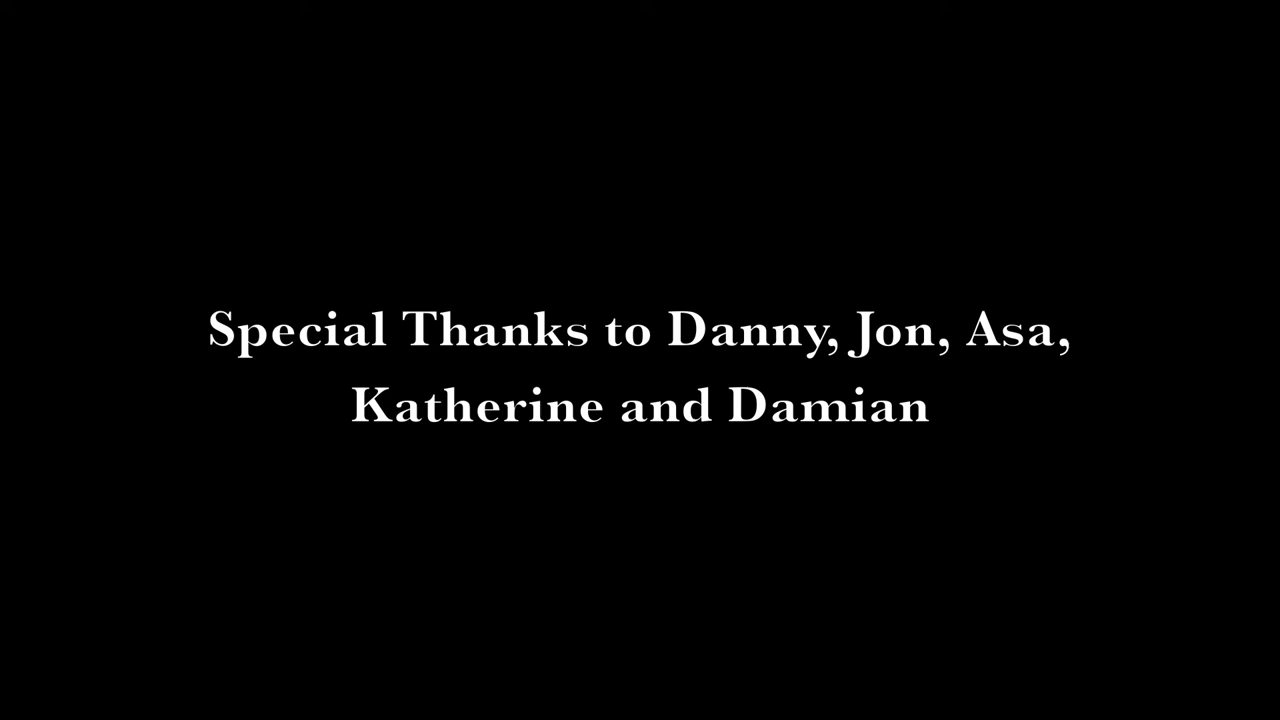 Special Thanks to Danny, Jon, Asa,
Katherine and Damian